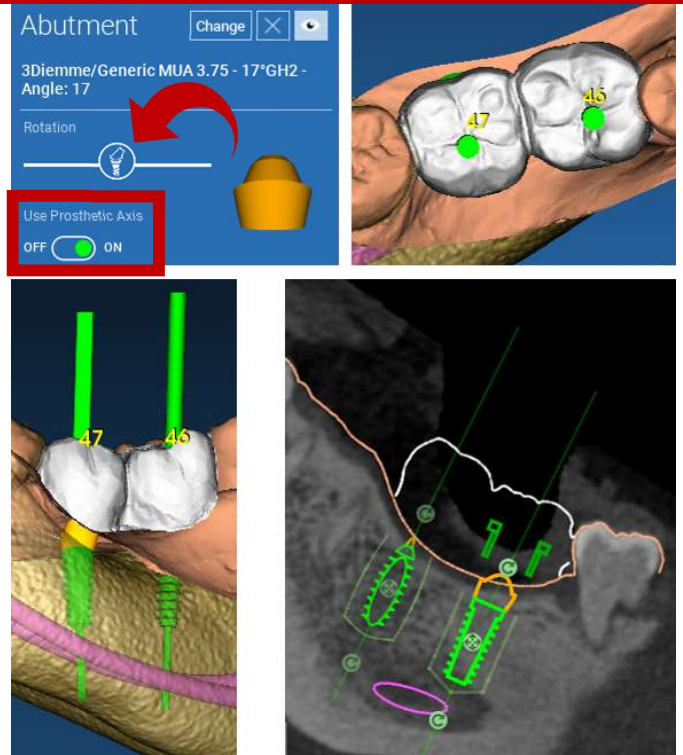 Abutment
Change
3Diemme/Generic MUA 3.75 - 17°GH2 -
Angle: 17
Rotation
Use Prosthetic Axis
OFF ON
47 46
47 46